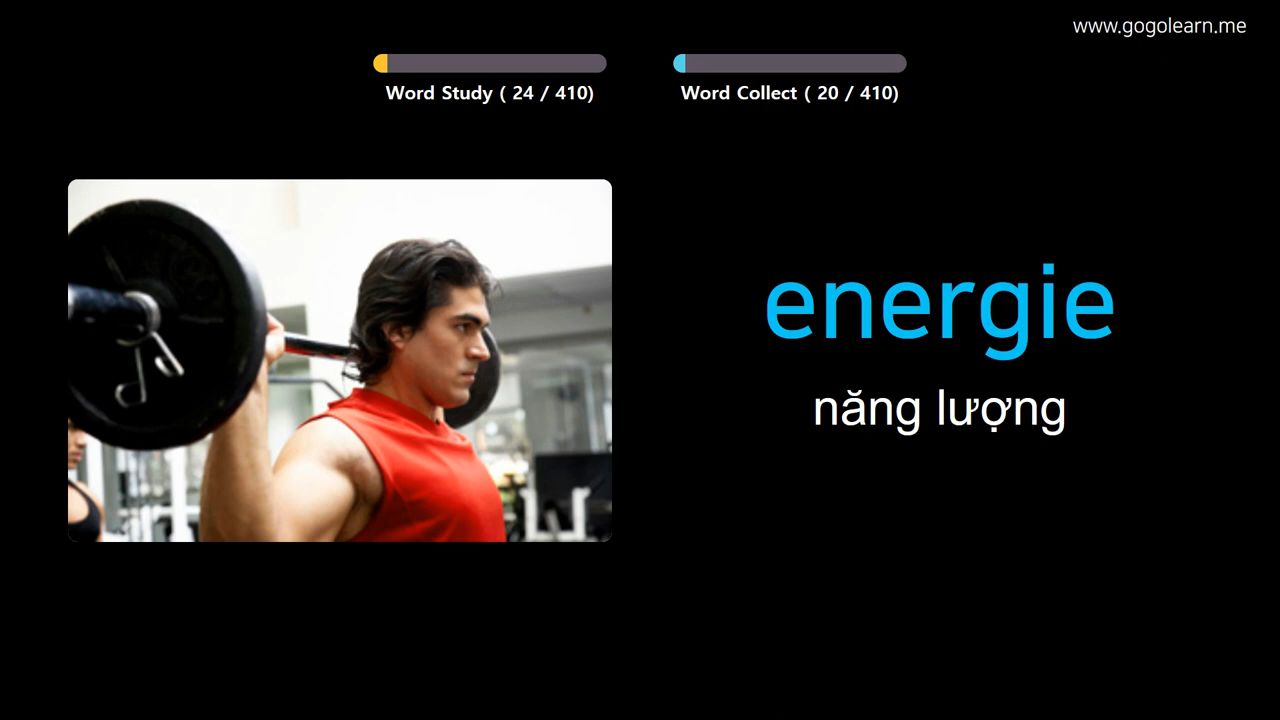 www.gogolearn.me
Word Study ( 24 / 410)
Word Collect ( 20 / 410)
energie
năng lượng